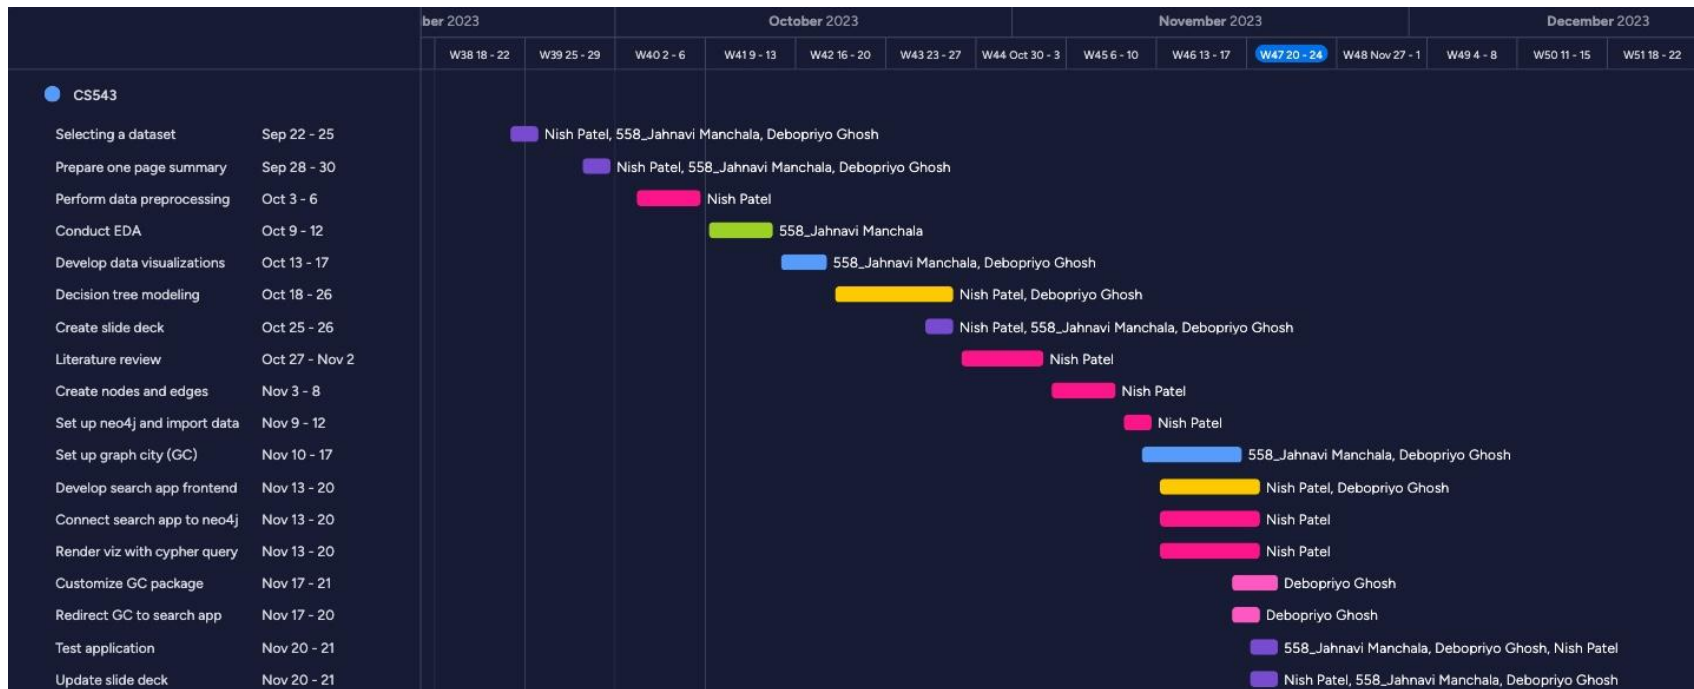 ber 2023 October 2023 November 2023 December 2023
W38 18 - 22 W39 25 - 29 W40 2 - 6 W41 9 - 13 W42 16 - 20 W43 23 - 27 W44 Oct 30 - 3 W45 6 - 10 W46 13 - 17 W47 20 - 24 W48 Nov 27 - 1 W49 4 - 8 W50 11 - 15 W51 18 - 22
CS543
Selecting a dataset Sep 22 - 25 Nish Patel, 558_Jahnavi Manchala, Debopriyo Ghosh
Prepare one page summary Sep 28 - 30 Nish Patel, 558_Jahnavi Manchala, Debopriyo Ghosh
Perform data preprocessing Oct 3 - 6 Nish Patel
Conduct EDA Oct 9 - 12 558_Jahnavi Manchala
Develop data visualizations Oct 13 - 17 558_Jahnavi Manchala, Debopriyo Ghosh
Decision tree modeling Oct 18 - 26 Nish Patel, Debopriyo Ghosh
Create slide deck Oct 25 - 26 Nish Patel, 558_Jahnavi Manchala, Debopriyo Ghosh
Literature review Oct 27 - Nov 2 Nish Patel
Create nodes and edges Nov 3 - 8 Nish Patel
Set up neo4j and import data Nov 9 - 12 Nish Patel
Set up graph city (GC) Nov 10 - 17 558_Jahnavi Manchala, Debopriyo Ghosh
Develop search app frontend Nov 13 - 20 Nish Patel, Debopriyo Ghosh
Connect search app to neo4j Nov 13 - 20 Nish Patel
Render viz with cypher query Nov 13 - 20 Nish Patel
Customize GC package Nov 17 - 21 Debopriyo Ghosh
Redirect GC to search app Nov 17 - 20 Debopriyo Ghosh
Test application Nov 20 - 21 558_Jahnavi Manchala, Debopriyo Ghosh, Nish Patel
Update slide deck Nov 20 - 21 Nish Patel, 558_Jahnavi Manchala, Debopriyo Ghosh